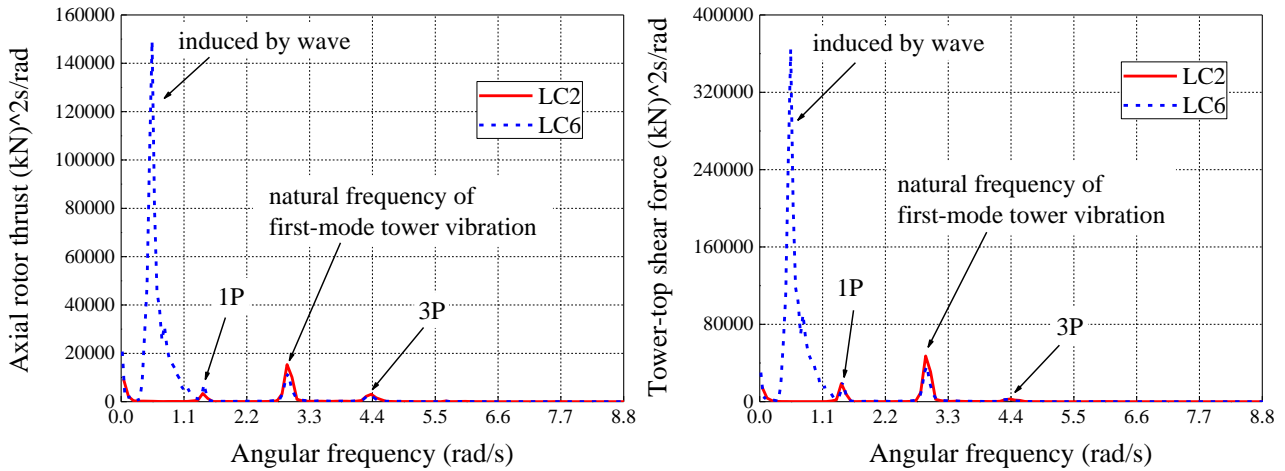 Axial rotor thrust (kN)^2s/rad
160000
140000
120000
100000
80000
60000
40000
20000
0
induced by wave
LC2
LC6
natural frequency of
first-mode tower vibration
1P
3P
0.0 1.1 2.2 3.3 4.4 5.5 6.6 7.7 8.8
Angular frequency (rad/s)
Tower-top shear force (kN)^2s/rad
400000
320000
240000
160000
80000
0
induced by wave
LC2
LC6
natural frequency of
first-mode tower vibration
1P
3P
0.0 1.1 2.2 3.3 4.4 5.5 6.6 7.7 8.8
Angular frequency (rad/s)